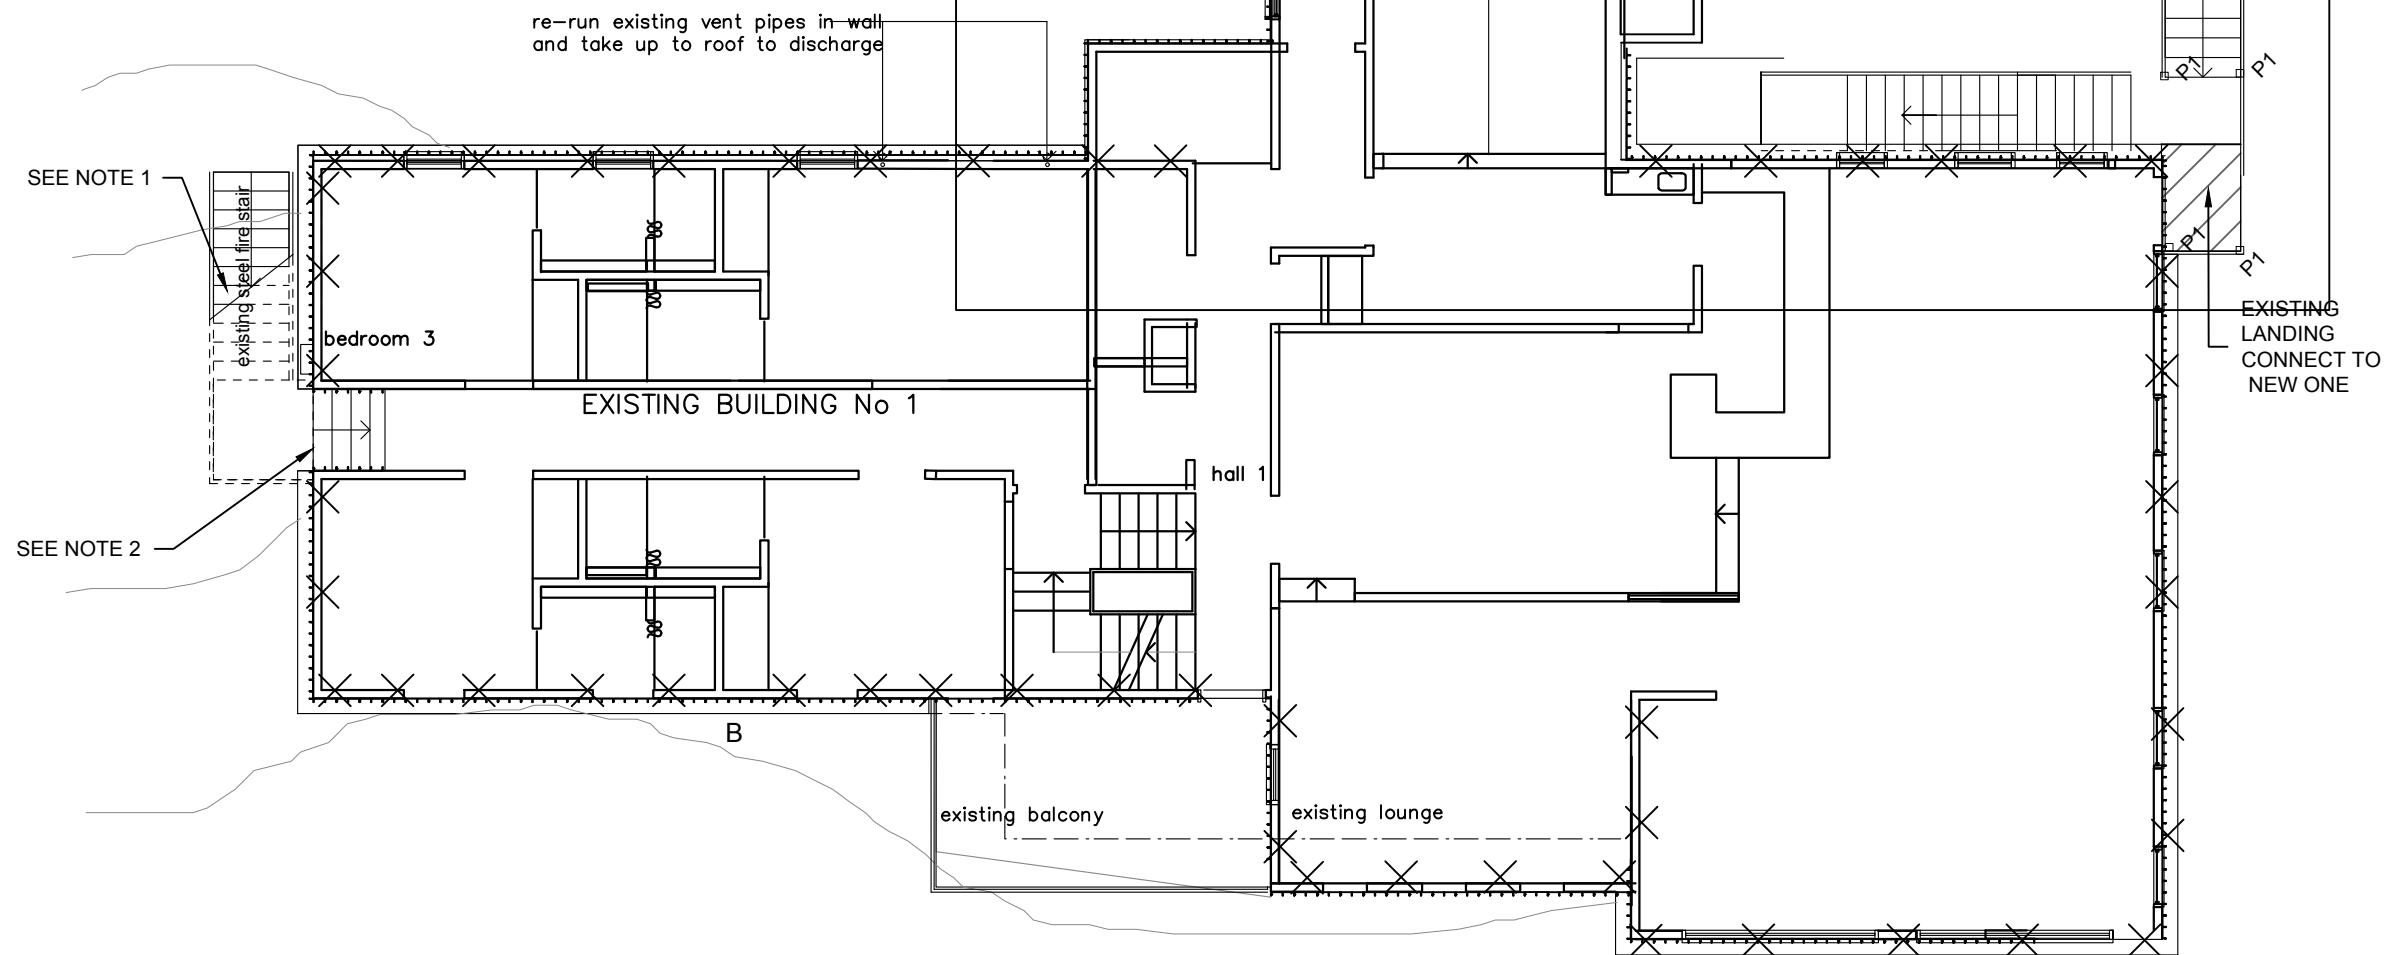 re-run existing vent pipes in wall
and take up to roof to discharge
P1
P1
SEE NOTE 1
existing steel fire stair
P1
P1
EXISTING
LANDING
CONNECT TO
NEW ONE
bedroom 3
EXISTING BUILDING No 1
hall 1
SEE NOTE 2
B
existing balcony
existing lounge